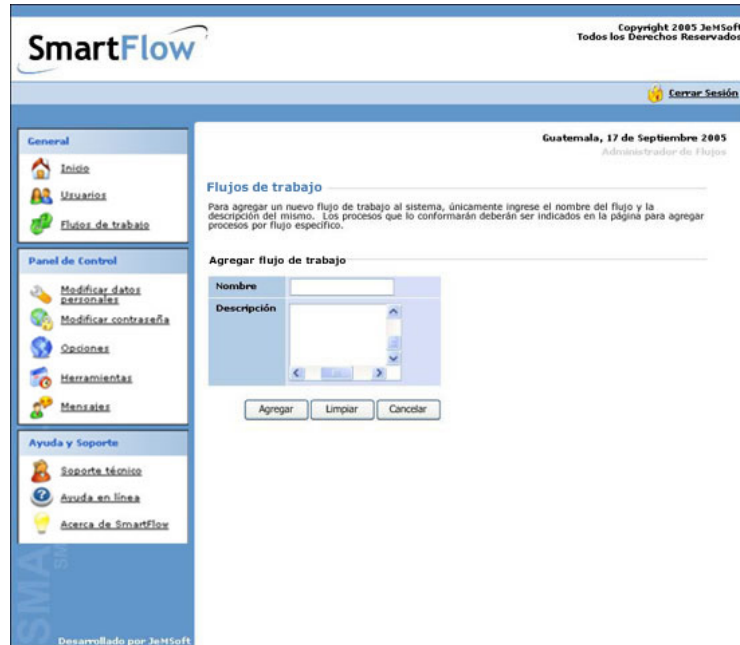 SmartFlow
Copyright 2005 JeMSoft
Todos los Derechos Reservados
Cerrar Sesión
Guatemala, 17 de Septiembre 2005
Administrador de Flujos
General
Inicio
Usuarios
Flujos de trabajo
Panel de Control
Modificar datos
personales
Modificar contraseña
Opciones
Herramientas
Mensajes
Ayuda y Soporte
Soporte técnico
Ayuda en línea
Acerca de SmartFlow
Flujos de trabajo
Para agregar un nuevo flujo de trabajo al sistema, únicamente ingrese el nombre del flujo y la
descripción del mismo. Los procesos que lo conformarán deberán ser indicados en la página para agregar
procesos por flujo específico.
Agregar flujo de trabajo
Nombre
Descripción
Agregar
Limpiar
Cancelar
SMA
SM
Desarrollado por JeMSoft